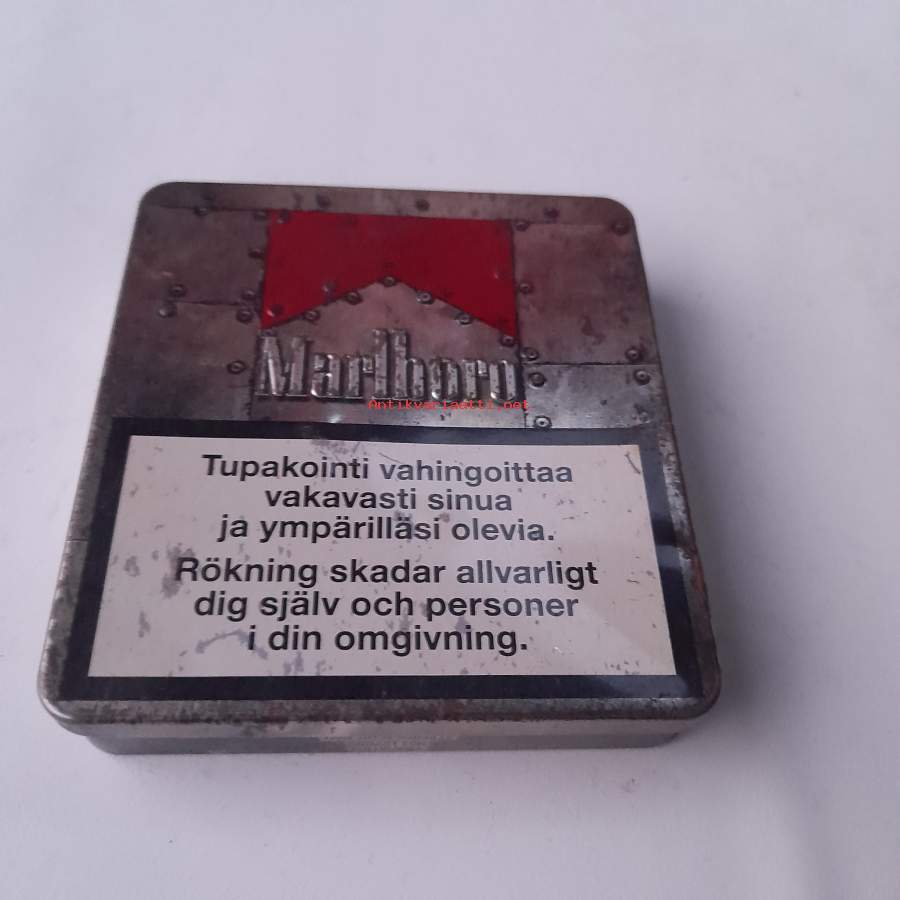 Marlboro
Antikvariaatti.net
Tupakointi vahingoittaa
vakavasti sinua
ja ympärilläsi olevia.
Rökning skadar allvarligt
dig själv och personer
i din omgivning.